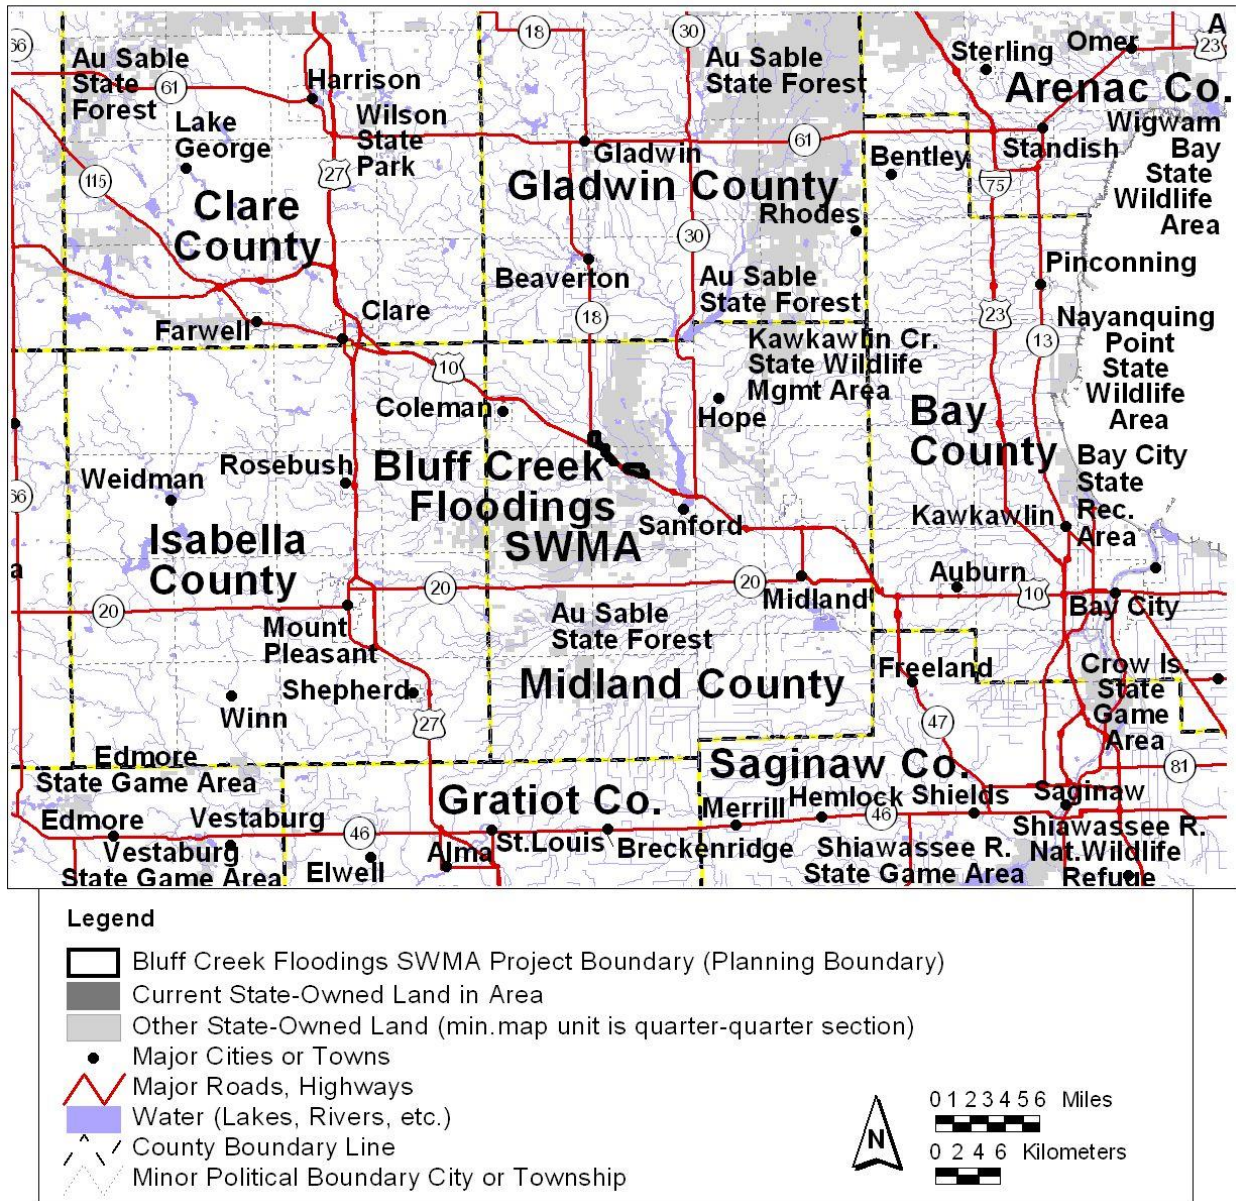 66
Au Sable
State
Forest
61
Harrison
18
30
Au Sable
State Forest
Sterling
Omer
A
23
Arenac Co.
Lake
George
Wilson
State
Park
27
Gladwin
61
Bentley
Standish
Wigwam
Bay
State
Wildlife
Area
115
Clare
County
Gladwin County
Rhodes
75
30
Beaverton
Au Sable
State Forest
Pinconning
Farwell
Clare
18
23
13
Nayanquing
Point
State
Wildlife
Area
Kawkawlin Cr.
State Wildlife
Mgmt Area
10
Coleman
Hope
Bay
County
Weidman
Rosebush
Bluff Creek
Floodings
SWMA
Sanford
Kawkawlin
Bay City
State
Rec.
Area
66
Isabella
County
a
20
20
20
Midland
Auburn
10
Bay City
Mount
Pleasant
Au Sable
State Forest
Shepherd
Winn
27
Midland County
Freeland
47
Crow Is.
State
Game
Area
Edmore
State Game Area
Saginaw Co.
81
Gratiot Co.
Edmore
Vestaburg
46
Merrill
Hemlock
46
Shields
Saginaw
Vestaburg
State Game Area
Elwell
Alma
St.Louis
Breckenridge
Shiawassee R.
State Game Area
Shiawassee R.
Nat.Wildlife
Refuge
Legend
Bluff Creek Floodings SWMA Project Boundary (Planning Boundary)
Current State-Owned Land in Area
Other State-Owned Land (min.map unit is quarter-quarter section)
Major Cities or Towns
Major Roads, Highways
Water (Lakes, Rivers, etc.)
County Boundary Line
Minor Political Boundary City or Township
N
0 1 2 3 4 5 6 Miles
0 2 4 6 Kilometers